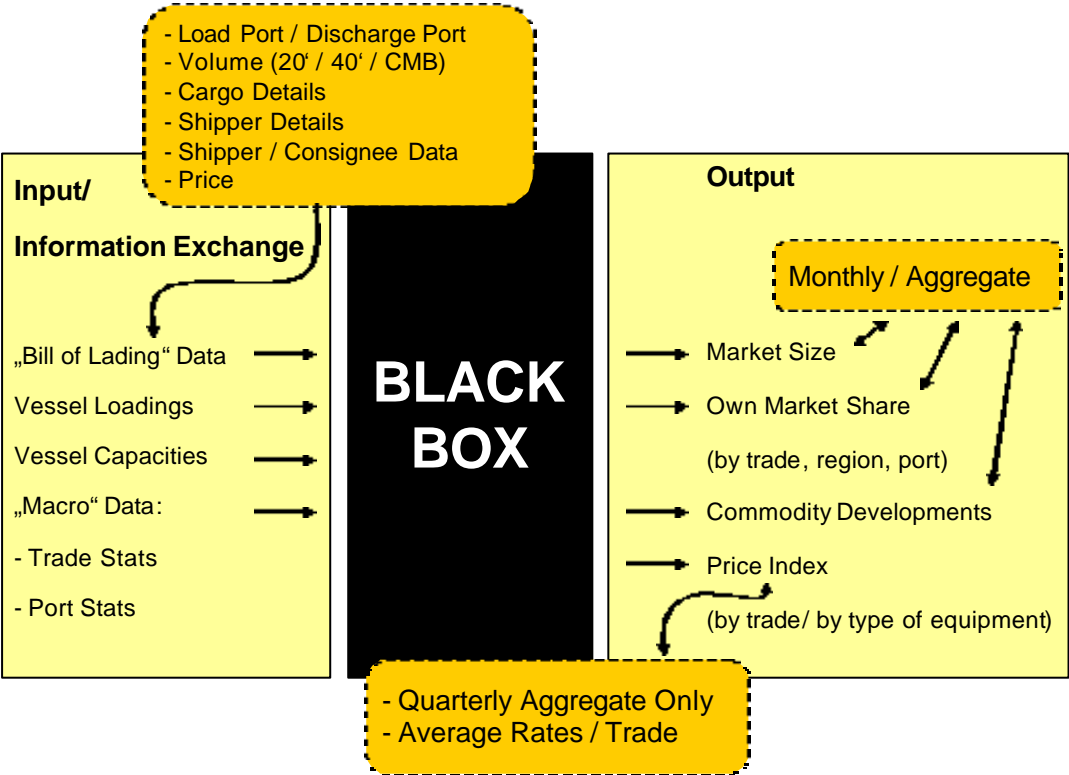 - Load Port / Discharge Port
- Volume (20‘ / 40‘ / CMB)
- Cargo Details
- Shipper Details
- Shipper / Consignee Data
- Price
Input/
Information Exchange
„Bill of Lading“ Data
Vessel Loadings
Vessel Capacities
„Macro“ Data:
- Trade Stats
- Port Stats
BLACK
BOX
Output
Monthly / Aggregate
Market Size
Own Market Share
(by trade, region, port)
Commodity Developments
Price Index
(by trade/ by type of equipment)
- Quarterly Aggregate Only
- Average Rates / Trade